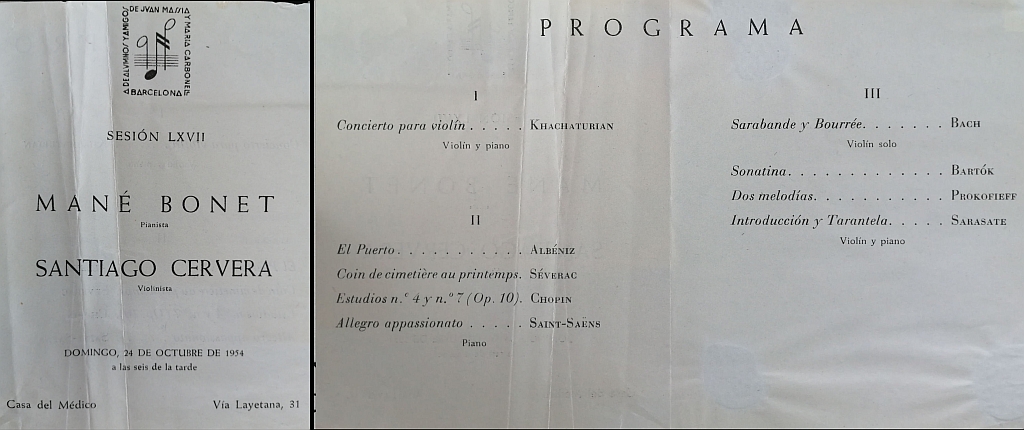 A DE ALUMNOS Y AMIGOS DE JUAN MASSIA Y MARIA CARBONELL
BARCELONA
SESIÓN LXVII
MANÉ BONET
Pianista
SANTIAGO CERVERA
Violinista
DOMINGO, 24 DE OCTUBRE DE 1954
a las seis de la tarde
Casa del Médico Vía Layetana, 31
PROGRAMA
I
Concierto para violín . . . . . KHACHATURIAN
Violín y piano
II
El Puerto . . . . . . . . . . . ALBÉNIZ
Coin de cimetière au printemps. SÉVERAC
Estudios n.º 4 y n.º 7 (Op. 10). CHOPIN
Allegro appassionato . . . . . SAINT-SAËNS
Piano
III
Sarabande y Bourrée. . . . . . . BACH
Violín solo
Sonatina. . . . . . . . . . . . . BARTÓK
Dos melodías. . . . . . . . . . . PROKOFIEFF
Introducción y Tarantela. . . . . SARASATE
Violín y piano